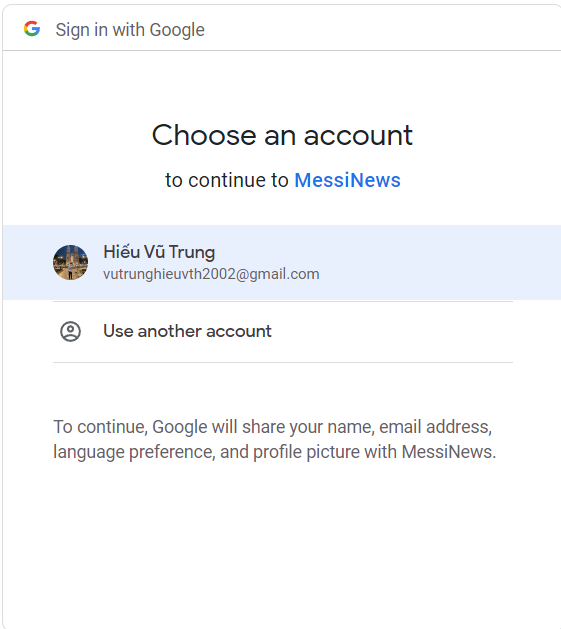 Sign in with Google
Choose an account
to continue to MessiNews
Hiếu Vũ Trung
vutrunghieuvth2002@gmail.com
Use another account
To continue, Google will share your name, email address,
language preference, and profile picture with MessiNews.